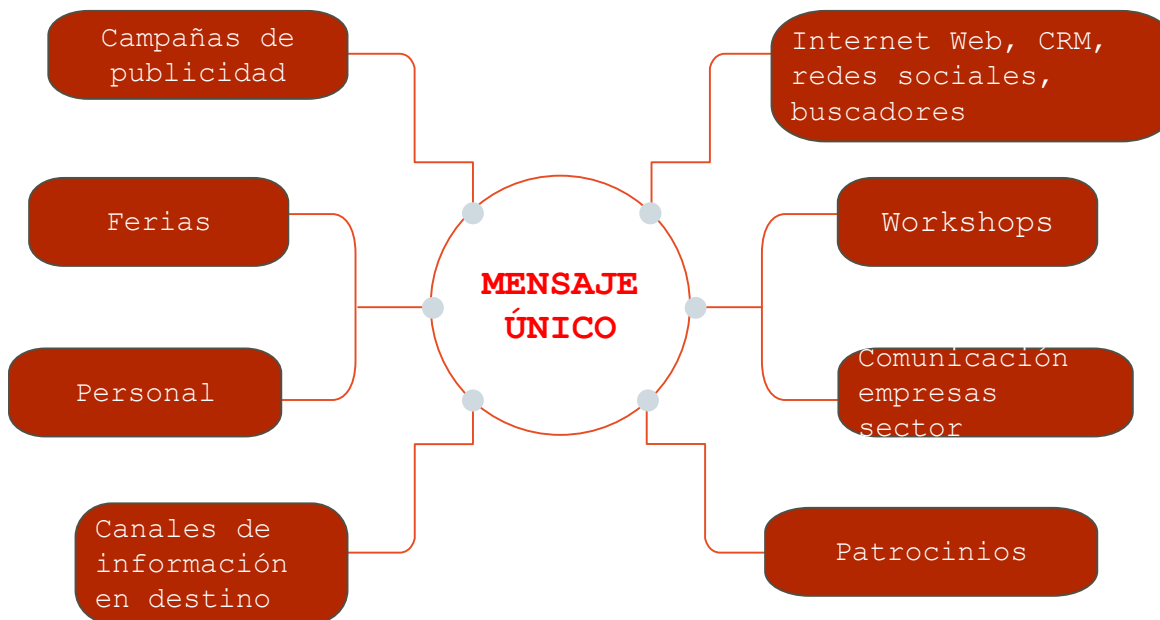 Campañas de
publicidad
Internet Web, CRM,
redes sociales,
buscadores
Ferias
Workshops
MENSAJE
ÚNICO
Personal
Comunicación
empresas
sector
Canales de
información
en destino
Patrocinios